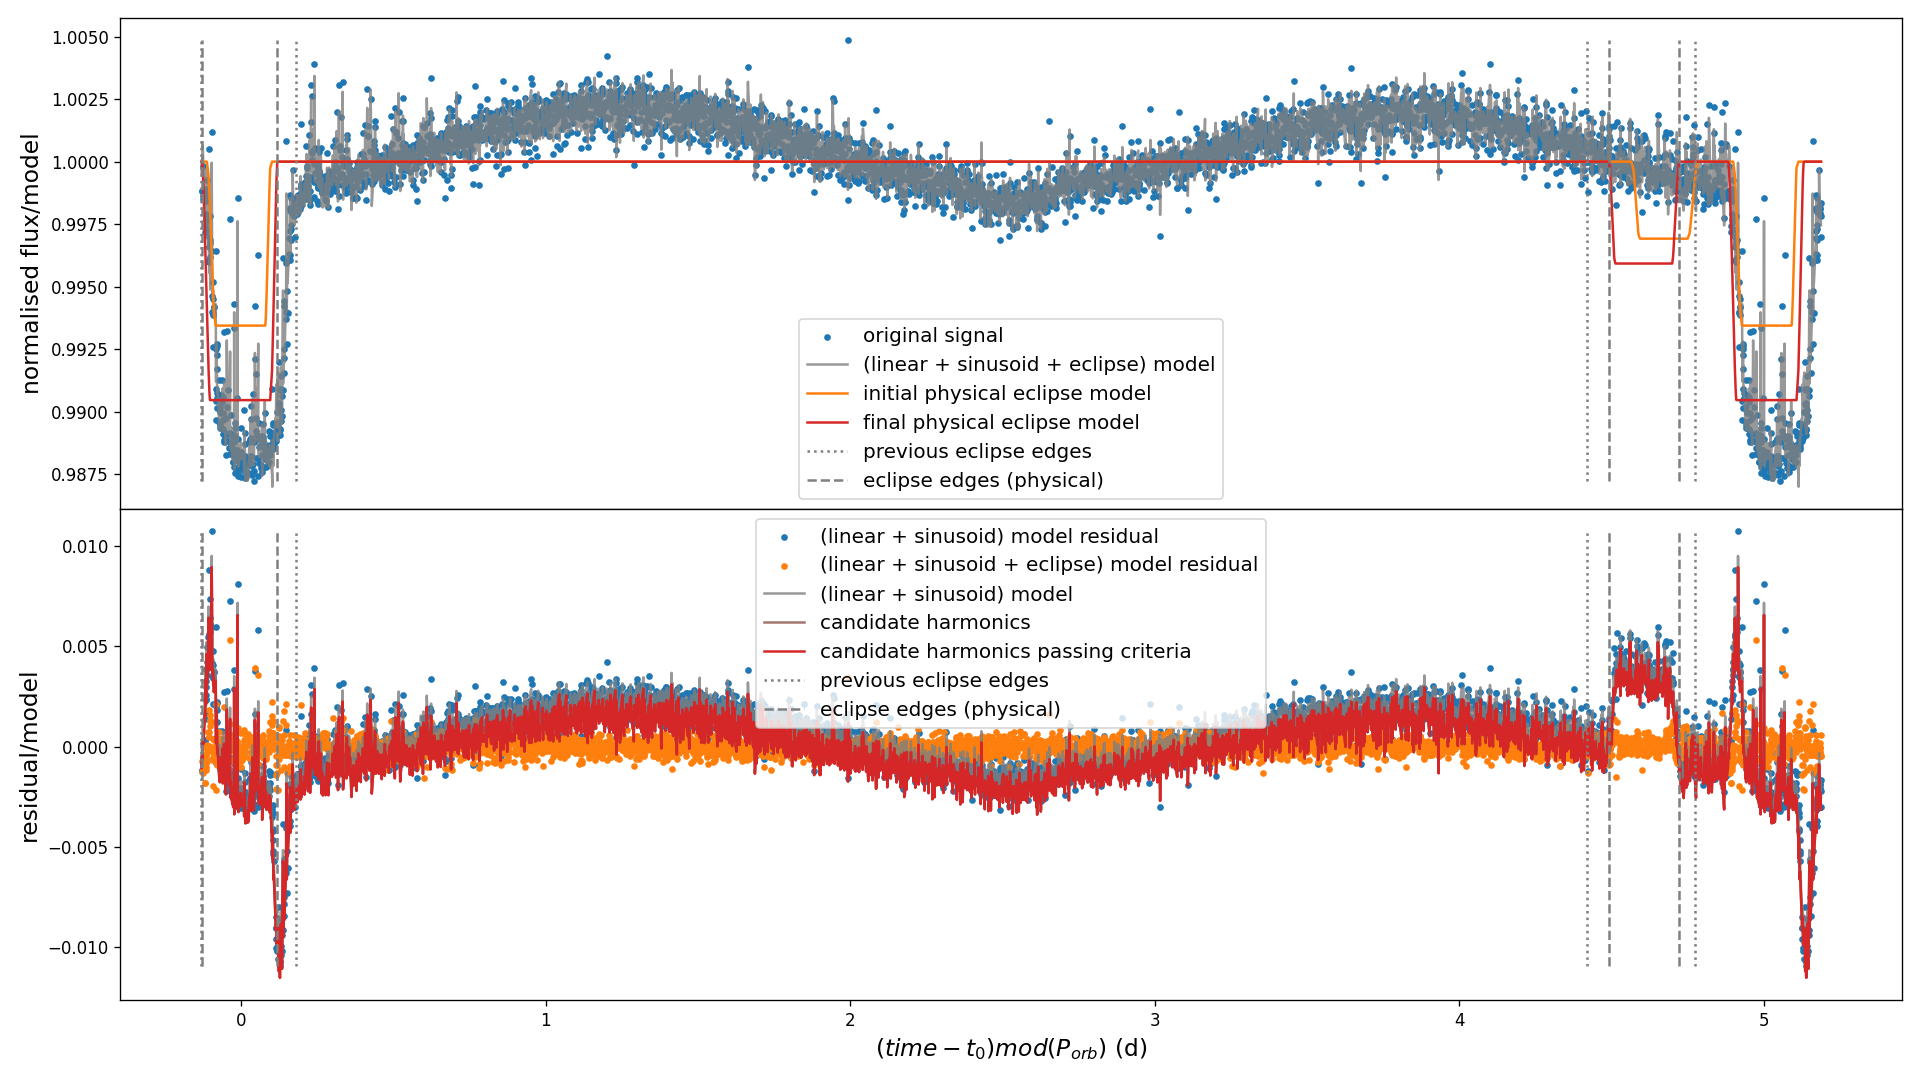 normalised flux/model
1.0050
1.0025
1.0000
0.9975
0.9950
0.9925
0.9900
0.9875
original signal
(linear + sinusoid + eclipse) model
initial physical eclipse model
final physical eclipse model
previous eclipse edges
eclipse edges (physical)
residual/model
0.010
0.005
0.000
−0.005
−0.010
(linear + sinusoid) model residual
(linear + sinusoid + eclipse) model residual
(linear + sinusoid) model
candidate harmonics
candidate harmonics passing criteria
previous eclipse edges
eclipse edges (physical)
0 1 2 3 4 5
(time − t₀)mod(Pₒᵣb) (d)